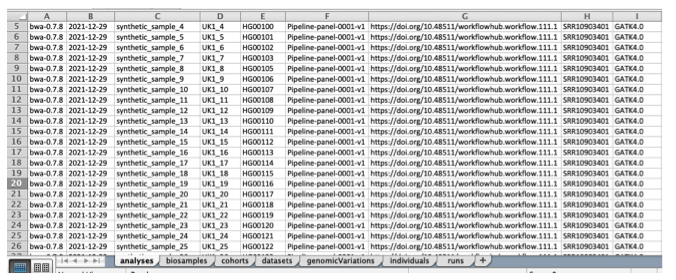 A B C D E F G H I
5 bwa-0.7.8 2021-12-29 synthetic_sample_4 UK1_4 HG00100 Pipeline-panel-0001-v1 https://doi.org/10.48511/workflowhub.workflow.111.1 SRR10903401 GATK4.0
6 bwa-0.7.8 2021-12-29 synthetic_sample_5 UK1_5 HG00101 Pipeline-panel-0001-v1 https://doi.org/10.48511/workflowhub.workflow.111.1 SRR10903401 GATK4.0
7 bwa-0.7.8 2021-12-29 synthetic_sample_6 UK1_6 HG00102 Pipeline-panel-0001-v1 https://doi.org/10.48511/workflowhub.workflow.111.1 SRR10903401 GATK4.0
8 bwa-0.7.8 2021-12-29 synthetic_sample_7 UK1_7 HG00103 Pipeline-panel-0001-v1 https://doi.org/10.48511/workflowhub.workflow.111.1 SRR10903401 GATK4.0
9 bwa-0.7.8 2021-12-29 synthetic_sample_8 UK1_8 HG00105 Pipeline-panel-0001-v1 https://doi.org/10.48511/workflowhub.workflow.111.1 SRR10903401 GATK4.0
10 bwa-0.7.8 2021-12-29 synthetic_sample_9 UK1_9 HG00106 Pipeline-panel-0001-v1 https://doi.org/10.48511/workflowhub.workflow.111.1 SRR10903401 GATK4.0
11 bwa-0.7.8 2021-12-29 synthetic_sample_10 UK1_10 HG00107 Pipeline-panel-0001-v1 https://doi.org/10.48511/workflowhub.workflow.111.1 SRR10903401 GATK4.0
12 bwa-0.7.8 2021-12-29 synthetic_sample_11 UK1_11 HG00108 Pipeline-panel-0001-v1 https://doi.org/10.48511/workflowhub.workflow.111.1 SRR10903401 GATK4.0
13 bwa-0.7.8 2021-12-29 synthetic_sample_12 UK1_12 HG00109 Pipeline-panel-0001-v1 https://doi.org/10.48511/workflowhub.workflow.111.1 SRR10903401 GATK4.0
14 bwa-0.7.8 2021-12-29 synthetic_sample_13 UK1_13 HG00110 Pipeline-panel-0001-v1 https://doi.org/10.48511/workflowhub.workflow.111.1 SRR10903401 GATK4.0
15 bwa-0.7.8 2021-12-29 synthetic_sample_14 UK1_14 HG00111 Pipeline-panel-0001-v1 https://doi.org/10.48511/workflowhub.workflow.111.1 SRR10903401 GATK4.0
16 bwa-0.7.8 2021-12-29 synthetic_sample_15 UK1_15 HG00112 Pipeline-panel-0001-v1 https://doi.org/10.48511/workflowhub.workflow.111.1 SRR10903401 GATK4.0
17 bwa-0.7.8 2021-12-29 synthetic_sample_16 UK1_16 HG00113 Pipeline-panel-0001-v1 https://doi.org/10.48511/workflowhub.workflow.111.1 SRR10903401 GATK4.0
18 bwa-0.7.8 2021-12-29 synthetic_sample_17 UK1_17 HG00114 Pipeline-panel-0001-v1 https://doi.org/10.48511/workflowhub.workflow.111.1 SRR10903401 GATK4.0
19 bwa-0.7.8 2021-12-29 synthetic_sample_18 UK1_18 HG00115 Pipeline-panel-0001-v1 https://doi.org/10.48511/workflowhub.workflow.111.1 SRR10903401 GATK4.0
20 bwa-0.7.8 2021-12-29 synthetic_sample_19 UK1_19 HG00116 Pipeline-panel-0001-v1 https://doi.org/10.48511/workflowhub.workflow.111.1 SRR10903401 GATK4.0
21 bwa-0.7.8 2021-12-29 synthetic_sample_20 UK1_20 HG00117 Pipeline-panel-0001-v1 https://doi.org/10.48511/workflowhub.workflow.111.1 SRR10903401 GATK4.0
22 bwa-0.7.8 2021-12-29 synthetic_sample_21 UK1_21 HG00118 Pipeline-panel-0001-v1 https://doi.org/10.48511/workflowhub.workflow.111.1 SRR10903401 GATK4.0
23 bwa-0.7.8 2021-12-29 synthetic_sample_22 UK1_22 HG00119 Pipeline-panel-0001-v1 https://doi.org/10.48511/workflowhub.workflow.111.1 SRR10903401 GATK4.0
24 bwa-0.7.8 2021-12-29 synthetic_sample_23 UK1_23 HG00120 Pipeline-panel-0001-v1 https://doi.org/10.48511/workflowhub.workflow.111.1 SRR10903401 GATK4.0
25 bwa-0.7.8 2021-12-29 synthetic_sample_24 UK1_24 HG00121 Pipeline-panel-0001-v1 https://doi.org/10.48511/workflowhub.workflow.111.1 SRR10903401 GATK4.0
26 bwa-0.7.8 2021-12-29 synthetic_sample_25 UK1_25 HG00122 Pipeline-panel-0001-v1 https://doi.org/10.48511/workflowhub.workflow.111.1 SRR10903401 GATK4.0
analyses biosamples cohorts datasets genomicVariations individuals runs +